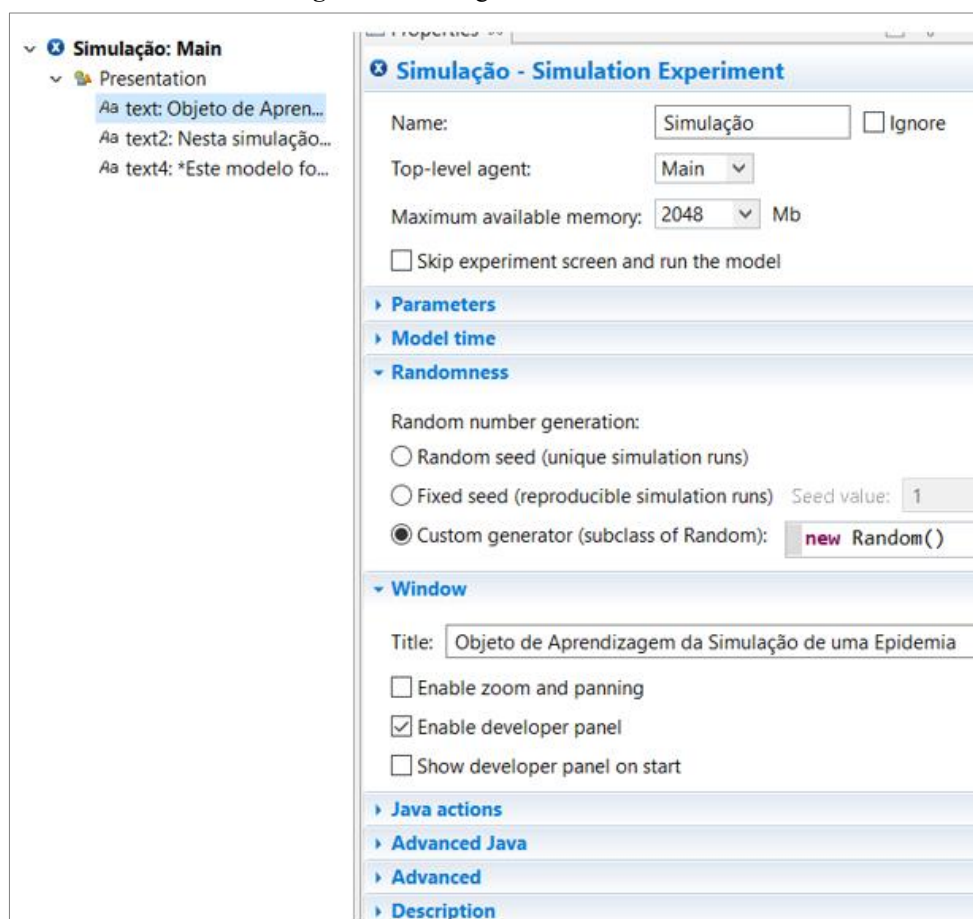 Simulação: Main
Presentation
Aa text: Objeto de Apren...
Aa text2: Nesta simulação...
Aa text4: *Este modelo fo...
Properties
Simulação - Simulation Experiment
Name: Simulação Ignore
Top-level agent: Main
Maximum available memory: 2048 Mb
Skip experiment screen and run the model
Parameters
Model time
Randomness
Random number generation:
Random seed (unique simulation runs)
Fixed seed (reproducible simulation runs) Seed value: 1
Custom generator (subclass of Random): new Random()
Window
Title: Objeto de Aprendizagem da Simulação de uma Epidemia
Enable zoom and panning
Enable developer panel
Show developer panel on start
Java actions
Advanced Java
Advanced
Description